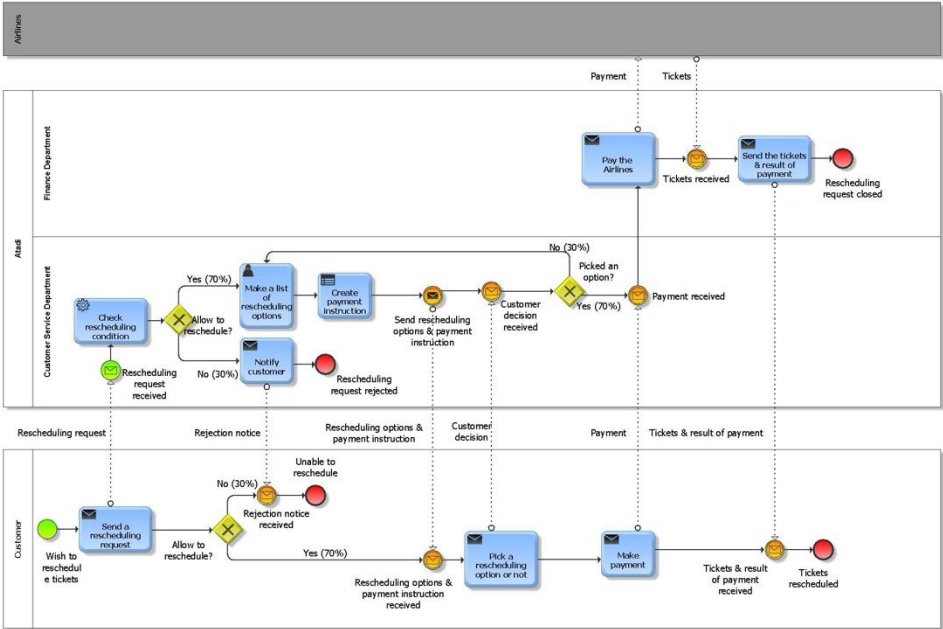 Airlines
Payment
Tickets
Atadi
Finance Department
Pay the
Airlines
Tickets received
Send the tickets
& result of
payment
Rescheduling
request closed
Customer Service Department
No (30%)
Picked an
option?
Yes (70%)
Payment received
Yes (70%)
Make a list
of
rescheduling
options
Create
payment
instruction
Send rescheduling
options & payment
instruction
Customer
decision
received
Check
rescheduling
condition
Allow to
reschedule?
No (30%)
Notify
customer
Rescheduling
request rejected
Rescheduling
request
received
Rescheduling request
Rejection notice
Rescheduling options &
payment instruction
Customer
decision
Payment
Tickets & result of payment
Customer
Wish to
reschedul
e tickets
Send a
rescheduling
request
Allow to
reschedule?
No (30%)
Rejection notice
received
Unable to
reschedule
Yes (70%)
Rescheduling options &
payment instruction
received
Pick a
rescheduling
option or not
Make
payment
Tickets & result
of payment
received
Tickets
rescheduled